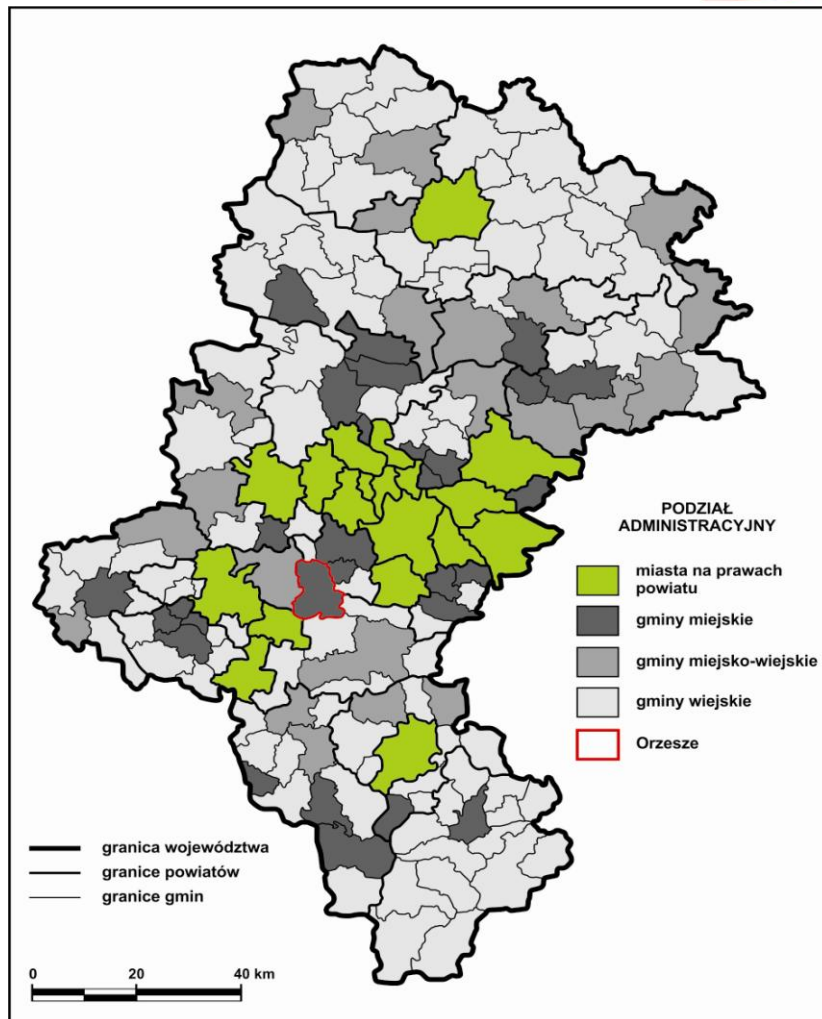 PODZIAŁ
ADMINISTRACYJNY
miasta na prawach
powiatu
gminy miejskie
gminy miejsko-wiejskie
gminy wiejskie
Orzesze
granica województwa
granice powiatów
granice gmin
0 20 40 km